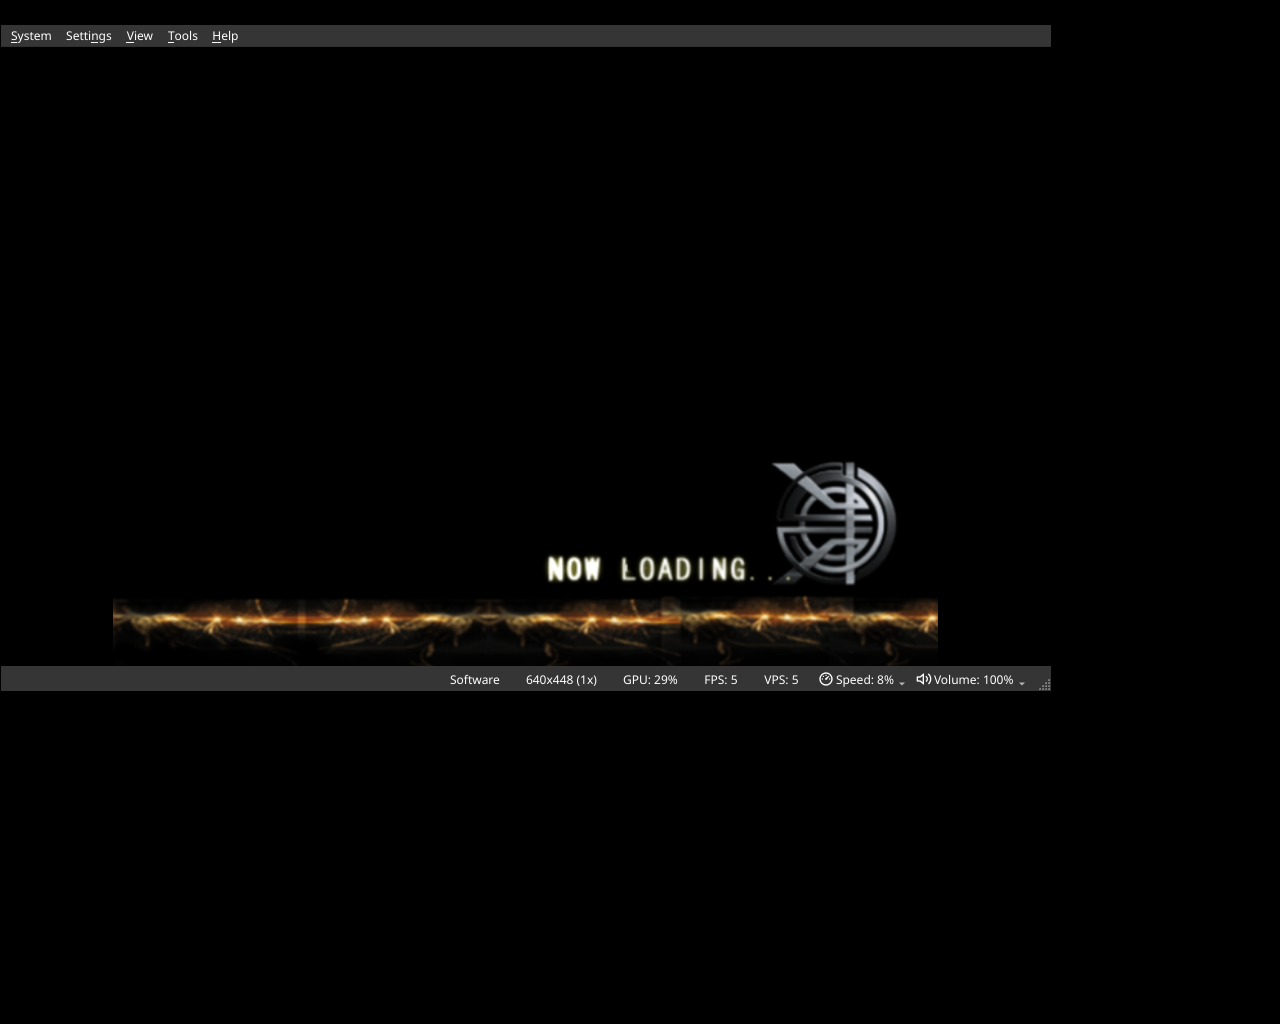 System Settings View Tools Help
NOW LOADING...
Software 640x448 (1x) GPU: 29% FPS: 5 VPS: 5 Speed: 8% Volume: 100%